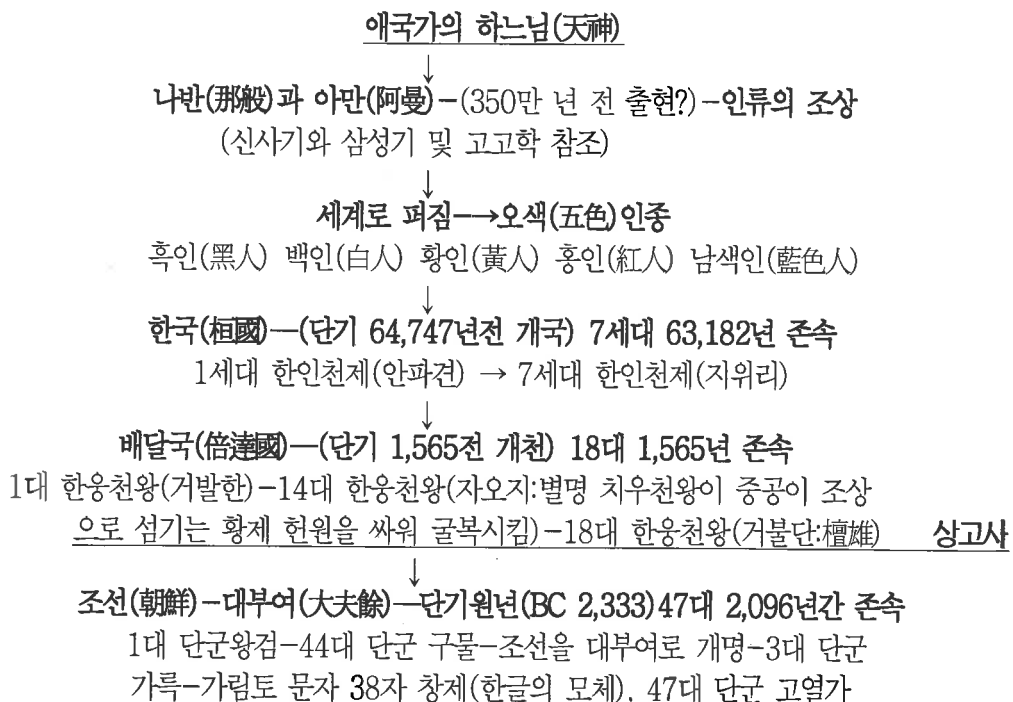 애국가의 하느님(天神)
↓
나반(那般)과 아만(阿曼)-(350만 년 전 출현?)-인류의 조상
(신사기와 삼성기 및 고고학 참조)
↓
세계로 퍼짐-→오색(五色)인종
흑인(黑人) 백인(白人) 황인(黃人) 홍인(紅人) 남색인(藍色人)
↓
한국(桓國)-(단기 64,747년전 개국) 7세대 63,182년 존속
1세대 한인천제(안파견) → 7세대 한인천제(지위리)
↓
배달국(倍達國)-(단기 1,565전 개천) 18대 1,565년 존속
1대 한웅천왕(거발한)-14대 한웅천왕(자오지:별명 치우천왕이 중공이 조상
으로 섬기는 황제 헌원을 싸워 굴복시킴)-18대 한웅천왕(거불단:檀雄) 상고사
↓
조선(朝鮮)-대부여(大夫餘)-단기원년(BC 2,333)47대 2,096년간 존속
1대 단군왕검-44대 단군 구물-조선을 대부여로 개명-3대 단군
가륵-가림토 문자 38자 창제(한글의 모체), 47대 단군 고열가